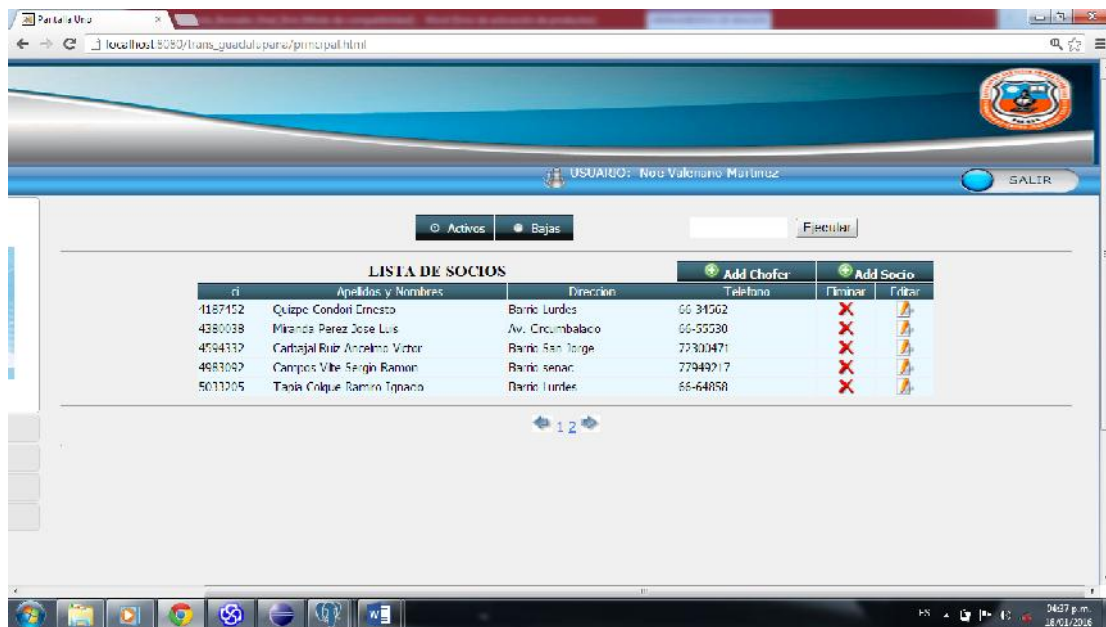 Pantalla Uno
localhost:8080/trans_guadalupana/principal.html
USUARIO: Noe Valeriano Martinez
SALIR
Activos Bajas Ejecutar
LISTA DE SOCIOS Add Chofer Add Socio
ci Apellidos y Nombres Direccion Telefono Eliminar Editar
4187452 Quizpe Condori Ernesto Barrio Lurdes 66-34562
4380038 Miranda Perez Jose Luis Av. Circumbalacio 66-55530
4594332 Carbajal Ruiz Ancelmo Victor Barrio San Jorge 72300471
4983092 Campos Vite Sergio Ramon Barrio senac 77949217
5033205 Tapia Colque Ramiro Ignacio Barrio Lurdes 66-64858
1 2
ES
04:37 p.m.
18/01/2016